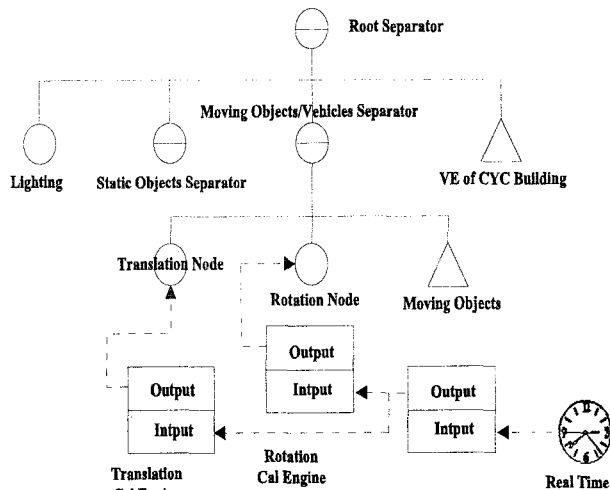 Root Separator
Moving Objects/Vehicles Separator
Lighting
Static Objects Separator
VE of CYC Building
Translation Node
Rotation Node
Moving Objects
Output
Intput
Output
Intput
Output
Intput
Rotation
Cal Engine
Translation
Real Time
12